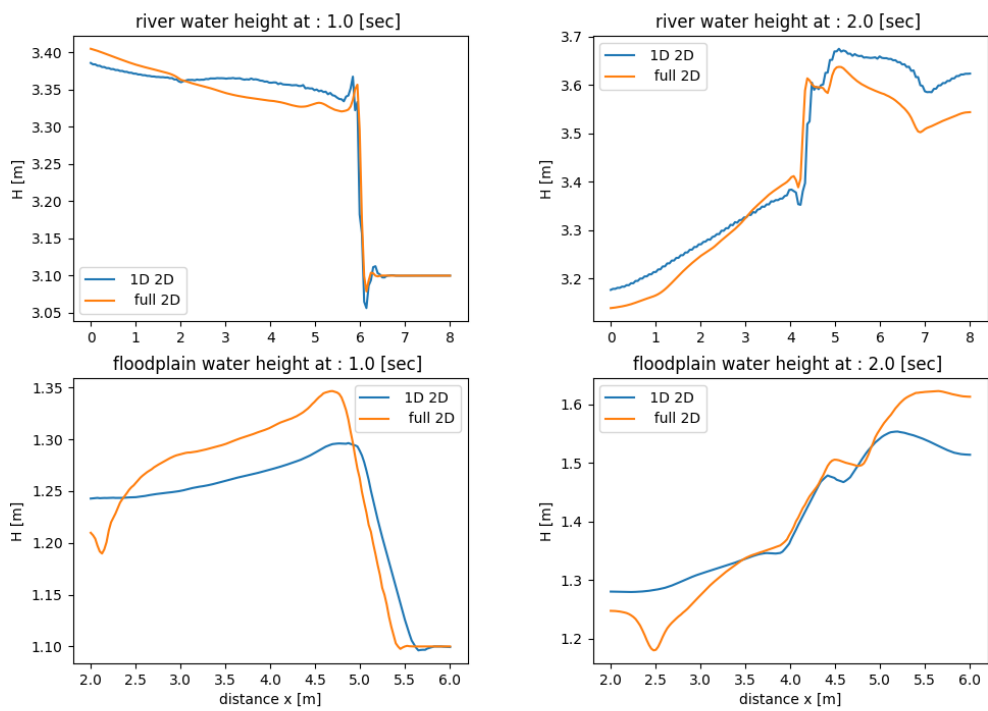 river water height at : 1.0 [sec]
H [m]
3.40
3.35
3.30
3.25
3.20
3.15
3.10
3.05
1D 2D
full 2D
0 1 2 3 4 5 6 7 8
river water height at : 2.0 [sec]
H [m]
3.7
3.6
3.5
3.4
3.3
3.2
1D 2D
full 2D
0 1 2 3 4 5 6 7 8
floodplain water height at : 1.0 [sec]
H [m]
1.35
1.30
1.25
1.20
1.15
1.10
1D 2D
full 2D
2.0 2.5 3.0 3.5 4.0 4.5 5.0 5.5 6.0
distance x [m]
floodplain water height at : 2.0 [sec]
H [m]
1.6
1.5
1.4
1.3
1.2
1D 2D
full 2D
2.0 2.5 3.0 3.5 4.0 4.5 5.0 5.5 6.0
distance x [m]